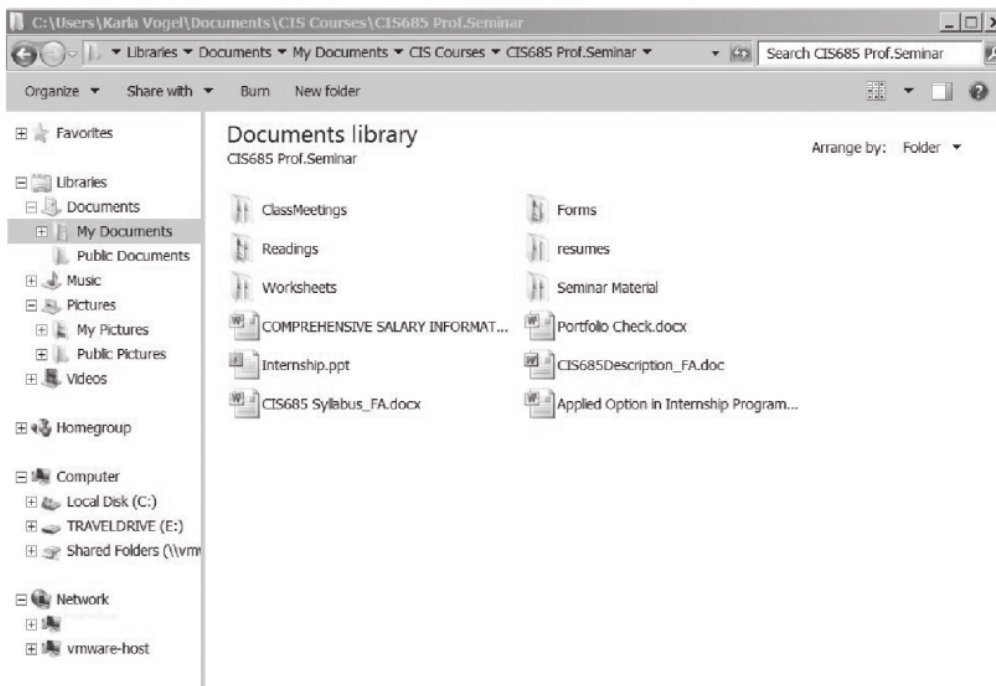 C:\Users\Karla Vogel\Documents\CIS Courses\CIS685 Prof.Seminar
Libraries Documents My Documents CIS Courses CIS685 Prof.Seminar Search CIS685 Prof.Seminar
Organize Share with Burn New folder
Favorites
Libraries
Documents
My Documents
Public Documents
Music
Pictures
My Pictures
Public Pictures
Videos
Homegroup
Computer
Local Disk (C:)
TRAVELDRIVE (E:)
Shared Folders (\\vm
Network
vmware-host
Documents library
CIS685 Prof.Seminar
Arrange by: Folder
ClassMeetings Forms
Readings resumes
Worksheets Seminar Material
COMPREHENSIVE SALARY INFORMAT... Portfolio Check.docx
Internship.ppt CIS685Description_FA.doc
CIS685 Syllabus_FA.docx Applied Option in Internship Program...